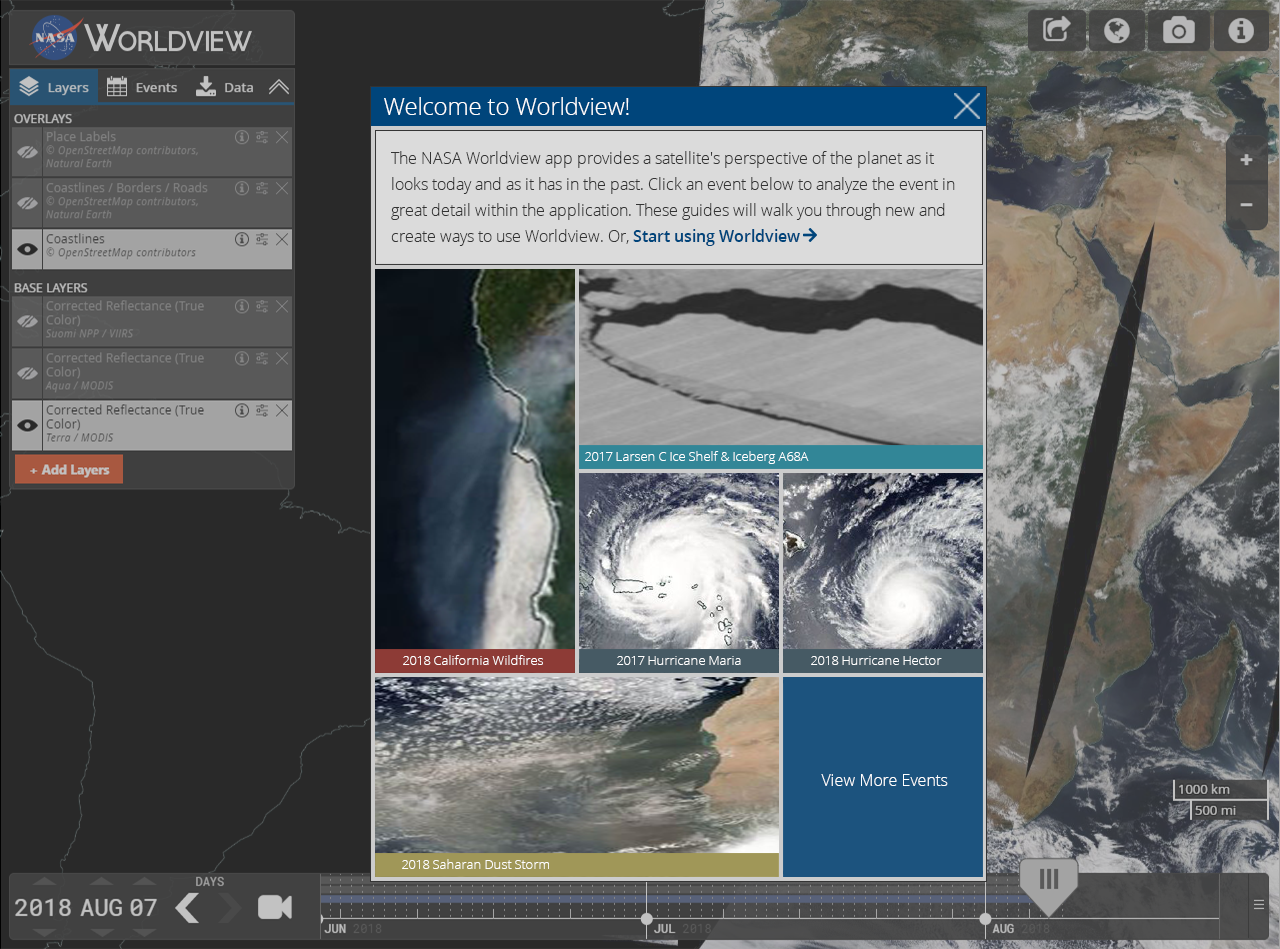 NASA WORLDVIEW
Layers
Events
Data
OVERLAYS
Place Labels
© OpenStreetMap contributors,
Natural Earth
Coastlines / Borders / Roads
© OpenStreetMap contributors,
Natural Earth
Coastlines
© OpenStreetMap contributors
BASE LAYERS
Corrected Reflectance (True
Color)
Suomi NPP / VIIRS
Corrected Reflectance (True
Color)
Aqua / MODIS
Corrected Reflectance (True
Color)
Terra / MODIS
+ Add Layers
Welcome to Worldview!
The NASA Worldview app provides a satellite's perspective of the planet as it
looks today and as it has in the past. Click an event below to analyze the event in
great detail within the application. These guides will walk you through new and
create ways to use Worldview. Or, Start using Worldview
2017 Larsen C Ice Shelf & Iceberg A68A
2018 California Wildfires
2017 Hurricane Maria
2018 Hurricane Hector
2018 Saharan Dust Storm
View More Events
+
−
1000 km
500 mi
2018 AUG 07
DAYS
JUN 2018
JUL 2018
AUG 2018